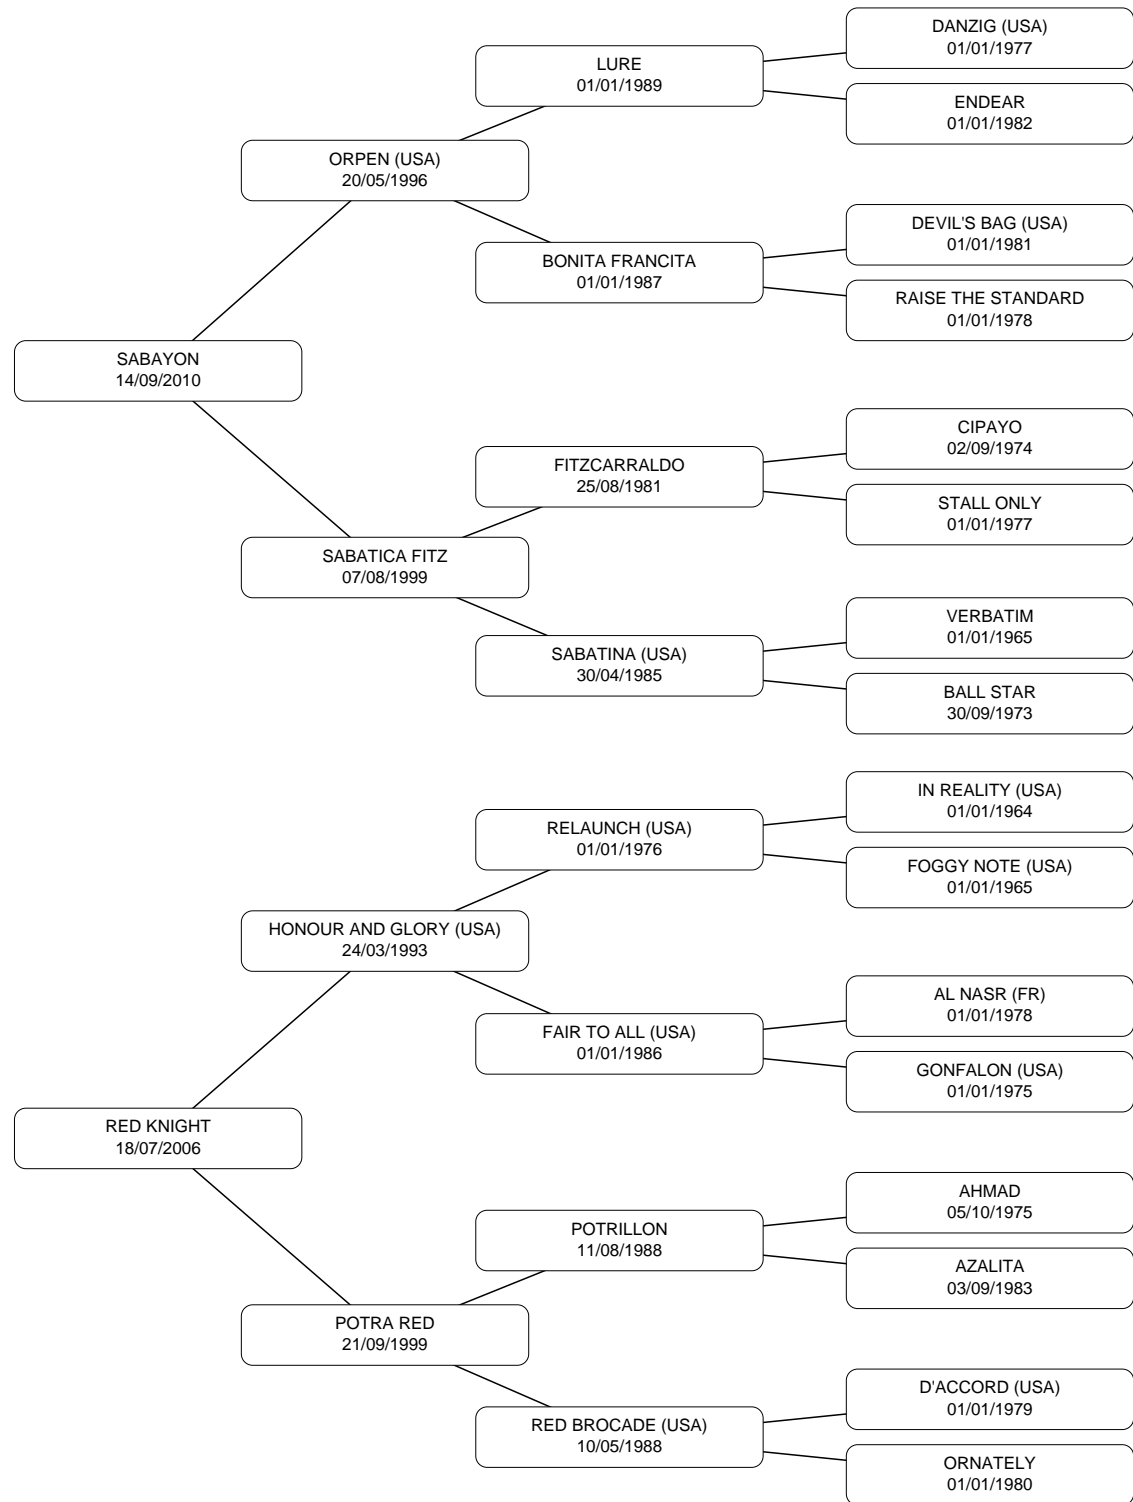 DANZIG (USA)
01/01/1977
LURE
01/01/1989
ENDEAR
01/01/1982
ORPEN (USA)
20/05/1996
DEVIL'S BAG (USA)
01/01/1981
BONITA FRANCITA
01/01/1987
RAISE THE STANDARD
01/01/1978
SABAYON
14/09/2010
CIPAYO
02/09/1974
FITZCARRALDO
25/08/1981
STALL ONLY
01/01/1977
SABATICA FITZ
07/08/1999
VERBATIM
01/01/1965
SABATINA (USA)
30/04/1985
BALL STAR
30/09/1973
IN REALITY (USA)
01/01/1964
RELAUNCH (USA)
01/01/1976
FOGGY NOTE (USA)
01/01/1965
HONOUR AND GLORY (USA)
24/03/1993
AL NASR (FR)
01/01/1978
FAIR TO ALL (USA)
01/01/1986
GONFALON (USA)
01/01/1975
RED KNIGHT
18/07/2006
AHMAD
05/10/1975
POTRILLON
11/08/1988
AZALITA
03/09/1983
POTRA RED
21/09/1999
D'ACCORD (USA)
01/01/1979
RED BROCADE (USA)
10/05/1988
ORNATELY
01/01/1980